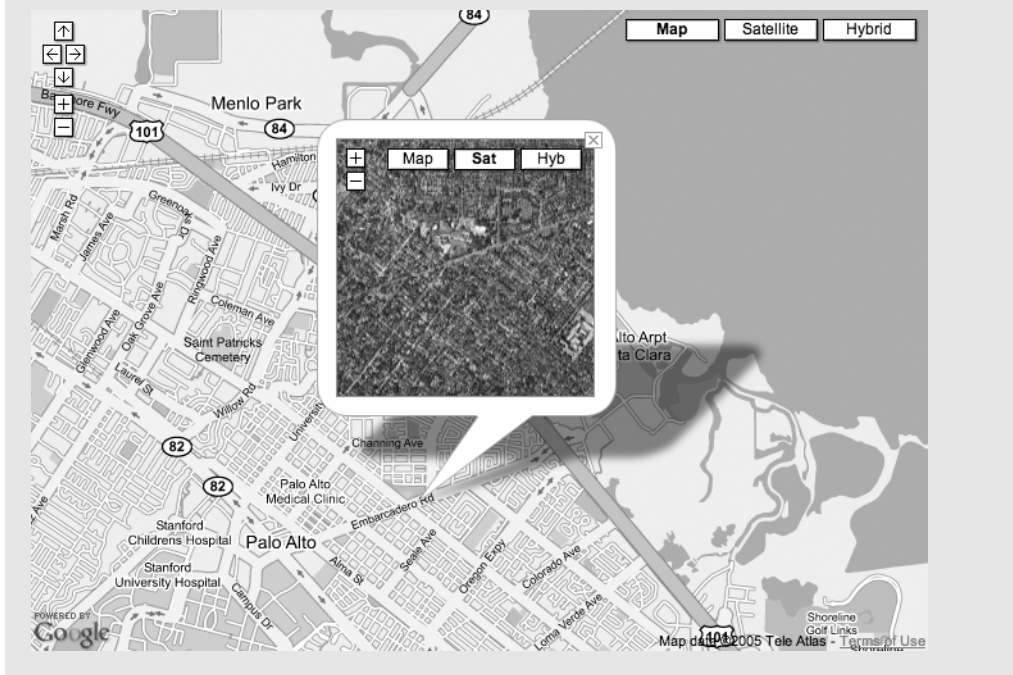 84
Map
Satellite
Hybrid
Menlo Park
84
101
Hamilton
Ivy Dr
Map
Sat
Hyb
Marsh Rd
James Ave
Ringwood Ave
Coleman Ave
Oak Grove Ave
Glenwood Ave
Saint Patricks
Cemetery
Laurel St
Willow Rd
University
Alto Arpt
ta Clara
Channing Ave
82
82
Palo Alto
Medical Clinic
Embarcadero Rd
Stanford
Childrens Hospital
Palo Alto
Stanford
University Hospital
Alma St
Seale Ave
Oregon Expy
Colorado Ave
Campus Dr
Loma Verde Ave
POWERED BY
Google
Shoreline
Golf Links
101
Map data ©2005 Tele Atlas - Terms of Use
Shoreline